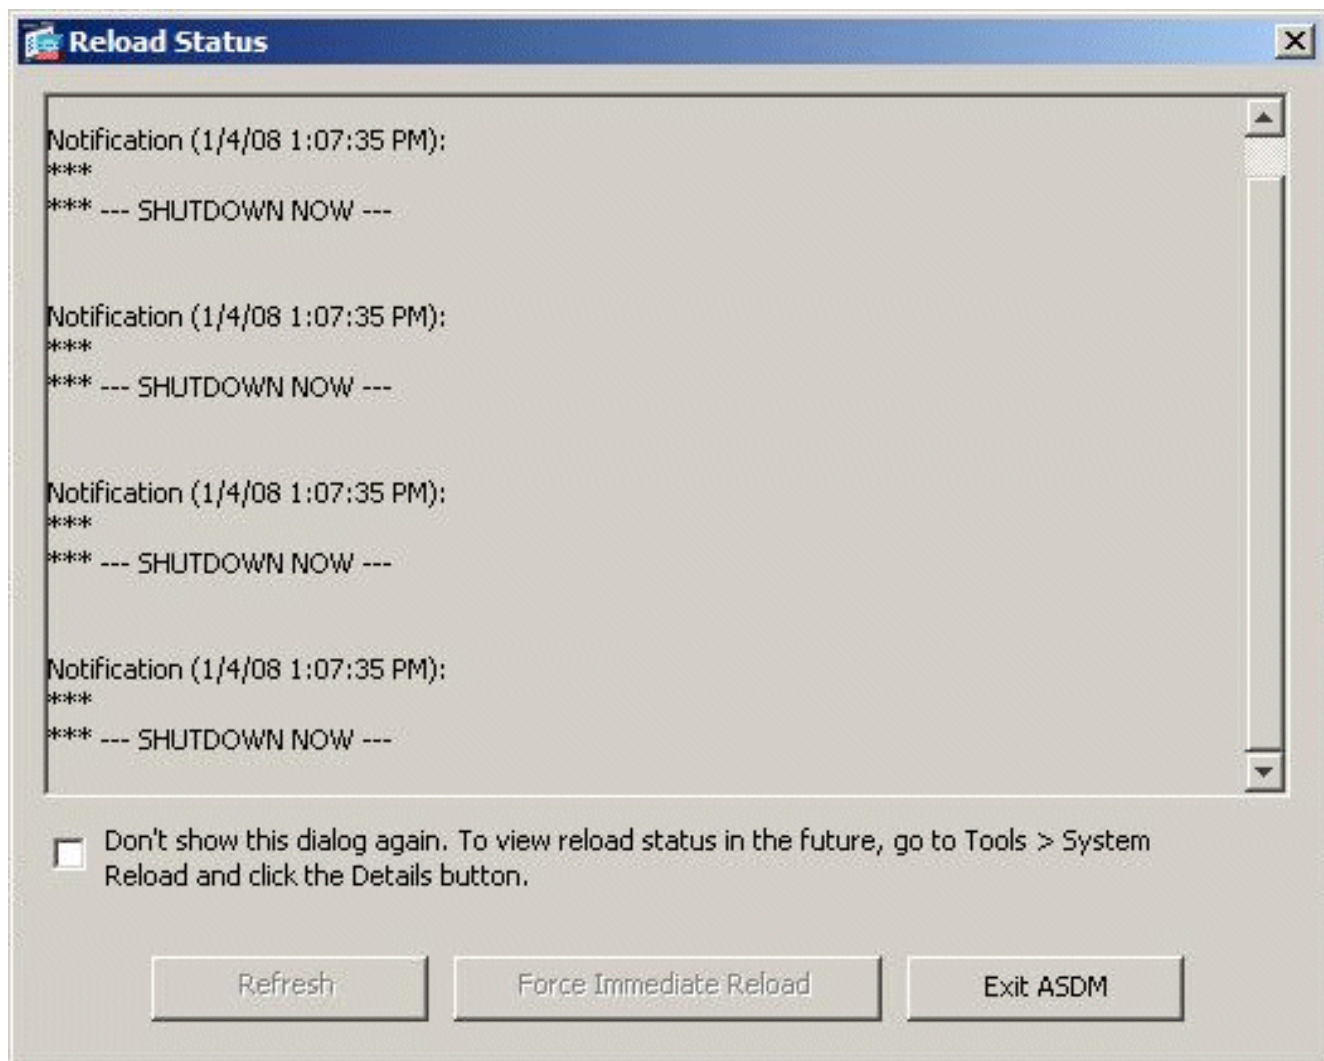 Reload Status
Notification (1/4/08 1:07:35 PM):
***
*** --- SHUTDOWN NOW ---
Notification (1/4/08 1:07:35 PM):
***
*** --- SHUTDOWN NOW ---
Notification (1/4/08 1:07:35 PM):
***
*** --- SHUTDOWN NOW ---
Notification (1/4/08 1:07:35 PM):
***
*** --- SHUTDOWN NOW ---
Don't show this dialog again. To view reload status in the future, go to Tools > System
Reload and click the Details button.
Refresh
Force Immediate Reload
Exit ASDM